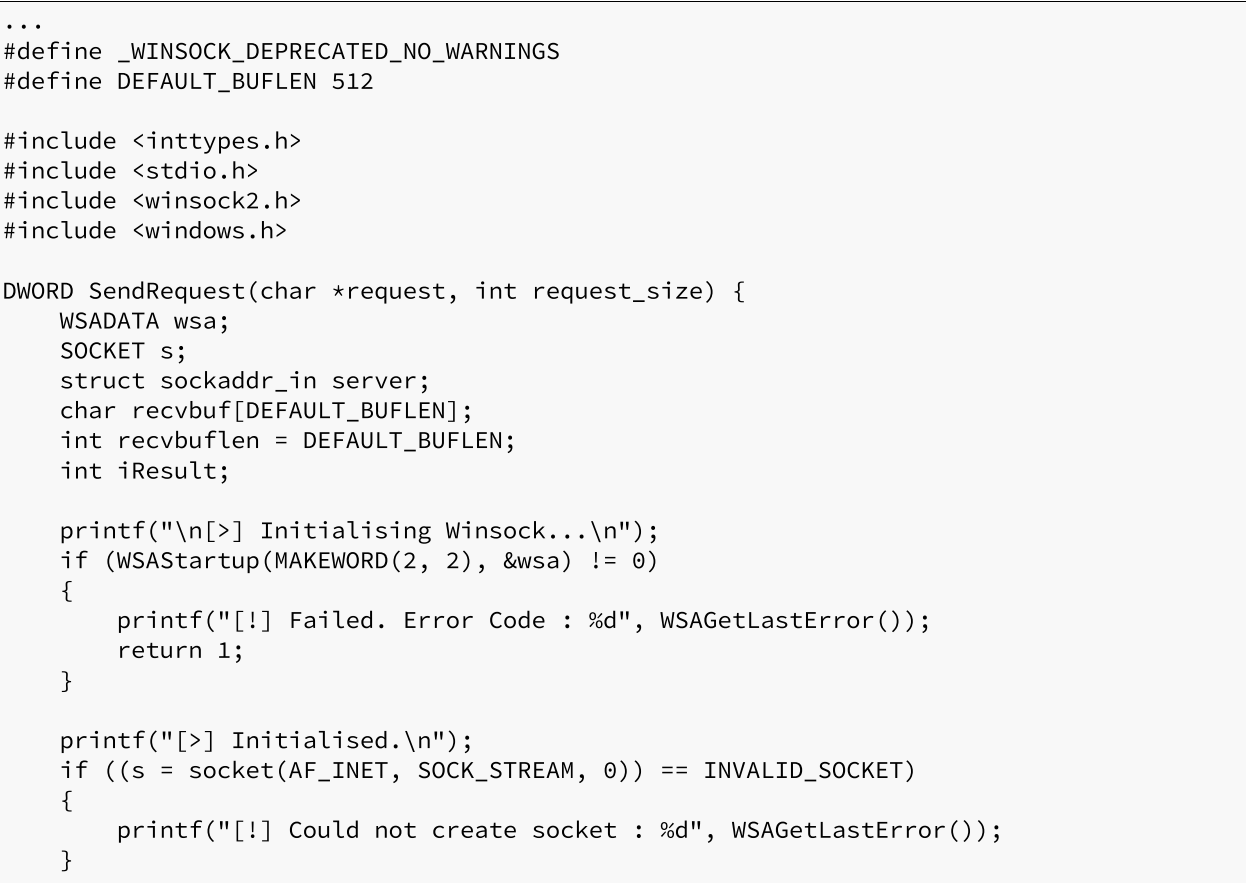 ...
#define _WINSOCK_DEPRECATED_NO_WARNINGS
#define DEFAULT_BUFLEN 512

#include <inttypes.h>
#include <stdio.h>
#include <winsock2.h>
#include <windows.h>

DWORD SendRequest(char *request, int request_size) {
    WSADATA wsa;
    SOCKET s;
    struct sockaddr_in server;
    char recvbuf[DEFAULT_BUFLEN];
    int recvbuflen = DEFAULT_BUFLEN;
    int iResult;

    printf("\n[>] Initialising Winsock...\n");
    if (WSAStartup(MAKEWORD(2, 2), &wsa) != 0)
    {
        printf("[!] Failed. Error Code : %d", WSAGetLastError());
        return 1;
    }

    printf("[>] Initialised.\n");
    if ((s = socket(AF_INET, SOCK_STREAM, 0)) == INVALID_SOCKET)
    {
        printf("[!] Could not create socket : %d", WSAGetLastError());
    }